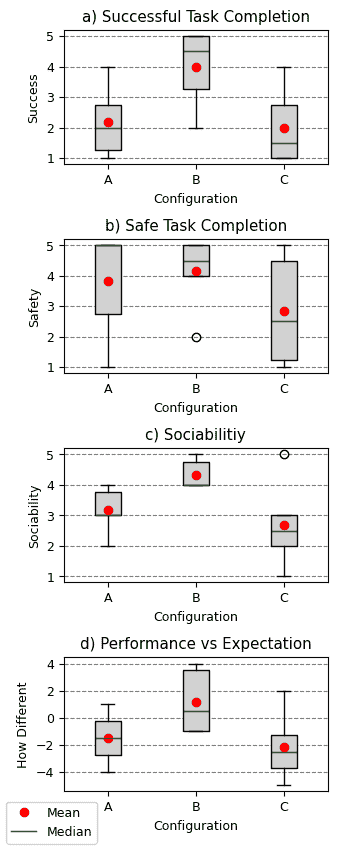 a) Successful Task Completion
5
4
3
2
1
Success
A B C
Configuration
b) Safe Task Completion
5
4
3
2
1
Safety
A B C
Configuration
c) Sociabilitiy
5
4
3
2
1
Sociability
A B C
Configuration
d) Performance vs Expectation
4
2
0
−2
−4
How Different
A B C
Configuration
Mean
Median